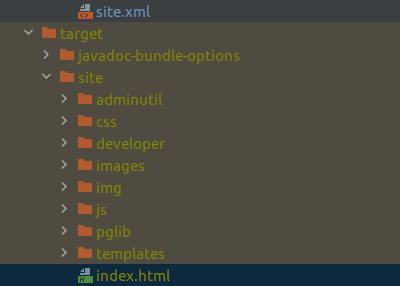 site.xml
target
javadoc-bundle-options
site
adminutil
css
developer
images
img
js
pglib
templates
index.html